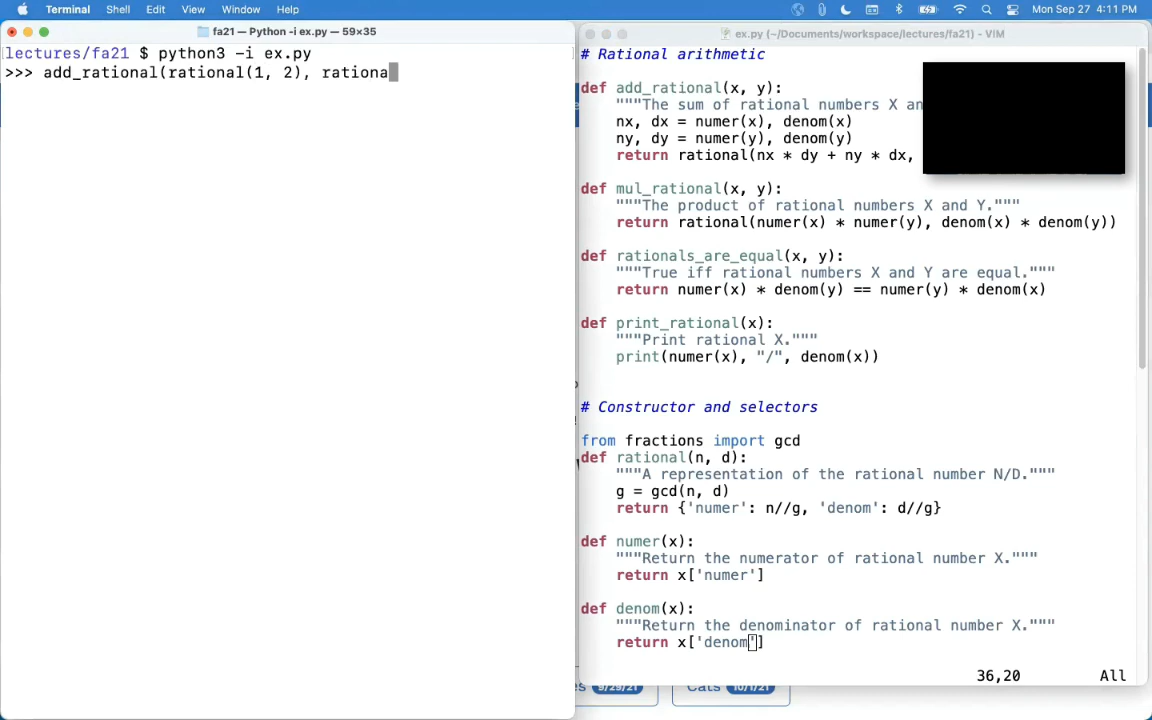 Terminal Shell Edit View Window Help Mon Sep 27 4:11 PM
fa21 — Python -i ex.py — 59×35
lectures/fa21 $ python3 -i ex.py
>>> add_rational(rational(1, 2), rationa
ex.py (~/Documents/workspace/lectures/fa21) - VIM
# Rational arithmetic
def add_rational(x, y):
"""The sum of rational numbers X an
nx, dx = numer(x), denom(x)
ny, dy = numer(y), denom(y)
return rational(nx * dy + ny * dx,
def mul_rational(x, y):
"""The product of rational numbers X and Y."""
return rational(numer(x) * numer(y), denom(x) * denom(y))
def rationals_are_equal(x, y):
"""True iff rational numbers X and Y are equal."""
return numer(x) * denom(y) == numer(y) * denom(x)
def print_rational(x):
"""Print rational X."""
print(numer(x), "/", denom(x))
# Constructor and selectors
from fractions import gcd
def rational(n, d):
"""A representation of the rational number N/D."""
g = gcd(n, d)
return {'numer': n//g, 'denom': d//g}
def numer(x):
"""Return the numerator of rational number X."""
return x['numer']
def denom(x):
"""Return the denominator of rational number X."""
return x['denom']
36,20 All
es 9/29/21 Cats 10/1/21